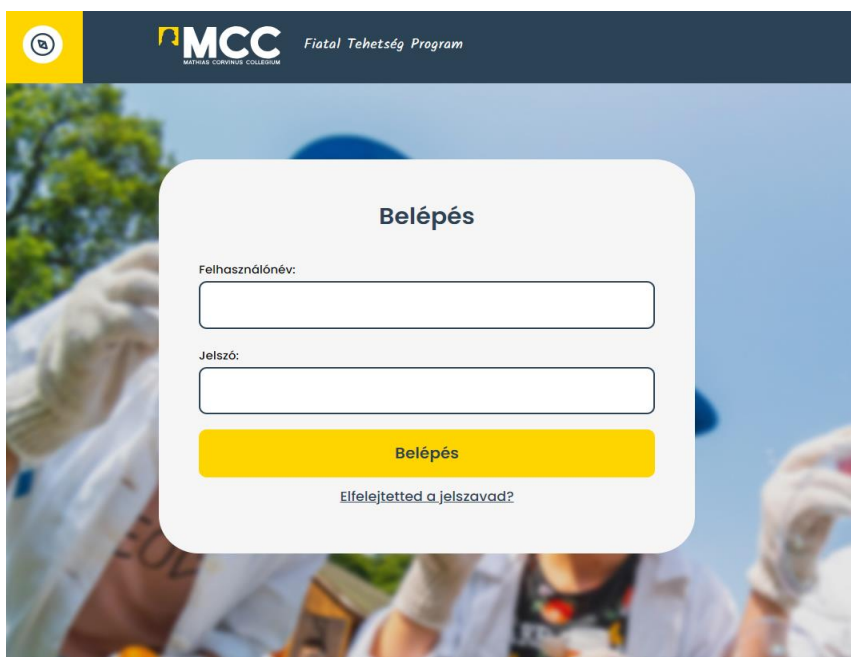 MCC
MATHIAS CORVINUS COLLEGIUM
Fiatal Tehetség Program
Belépés
Felhasználónév:
Jelszó:
Belépés
Elfelejtetted a jelszavad?